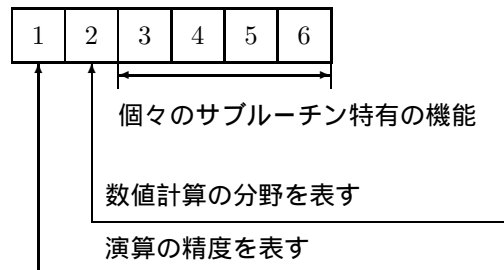 1 2 3 4 5 6
個々のサブルーチン特有の機能
数値計算の分野を表す
演算の精度を表す